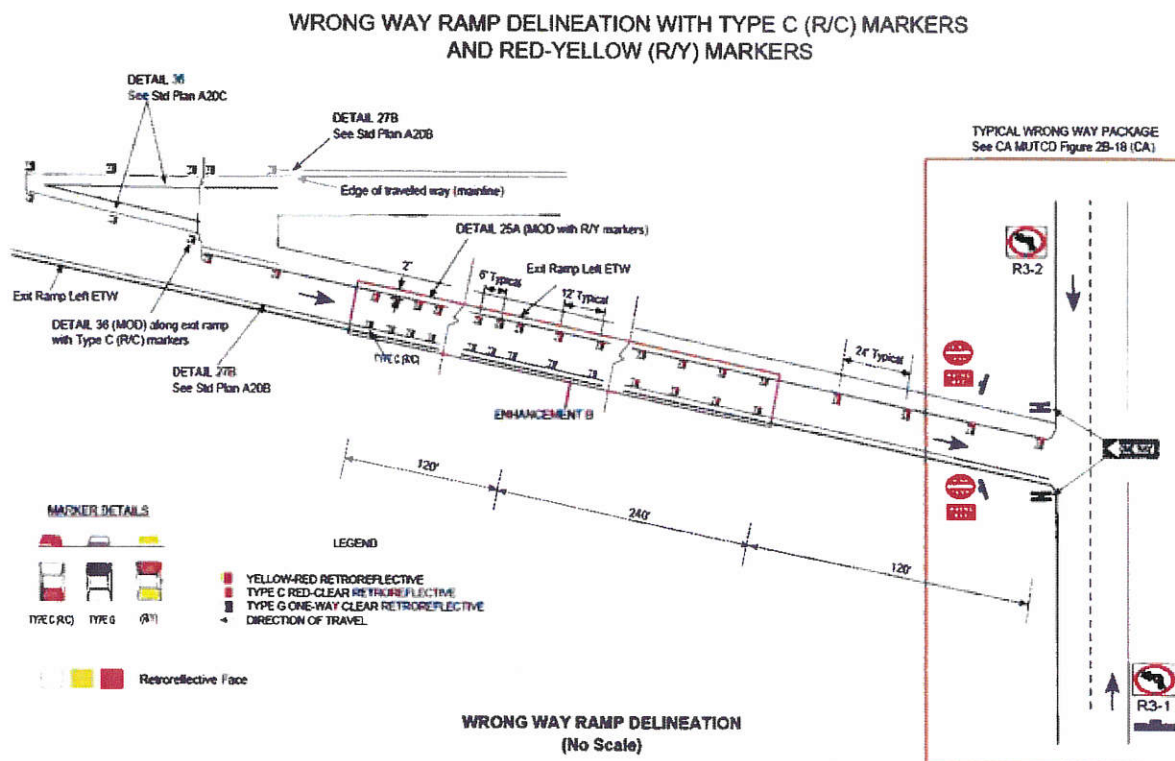 WRONG WAY RAMP DELINEATION WITH TYPE C (R/C) MARKERS
AND RED-YELLOW (R/Y) MARKERS
DETAIL 36
See Std Plan A20C
DETAIL 27B
See Std Plan A20B
Edge of travelled way (mainline)
TYPICAL WRONG WAY PACKAGE
See CA MUTCD Figure 2B-18 (CA)
DETAIL 25A (MOD with R/Y markers)
R3-2
2"
6' Typical
Exit Ramp Left ETW
12' Typical
24' Typical
Exit Ramp Left ETW
DETAIL 36 (MOD) along exit ramp
with Type C (R/C) markers
DETAIL 27B
See Std Plan A20B
TYPE C (R/C)
ENHANCEMENT B
120'
240'
120'
MARKER DETAILS
TYPE C (R/C)
TYPE G
(R/Y)
LEGEND
YELLOW-RED RETROREFLECTIVE
TYPE C RED-CLEAR RETROREFLECTIVE
TYPE G ONE-WAY CLEAR RETROREFLECTIVE
DIRECTION OF TRAVEL
Retroreflective Face
R3-1
WRONG WAY RAMP DELINEATION
(No Scale)